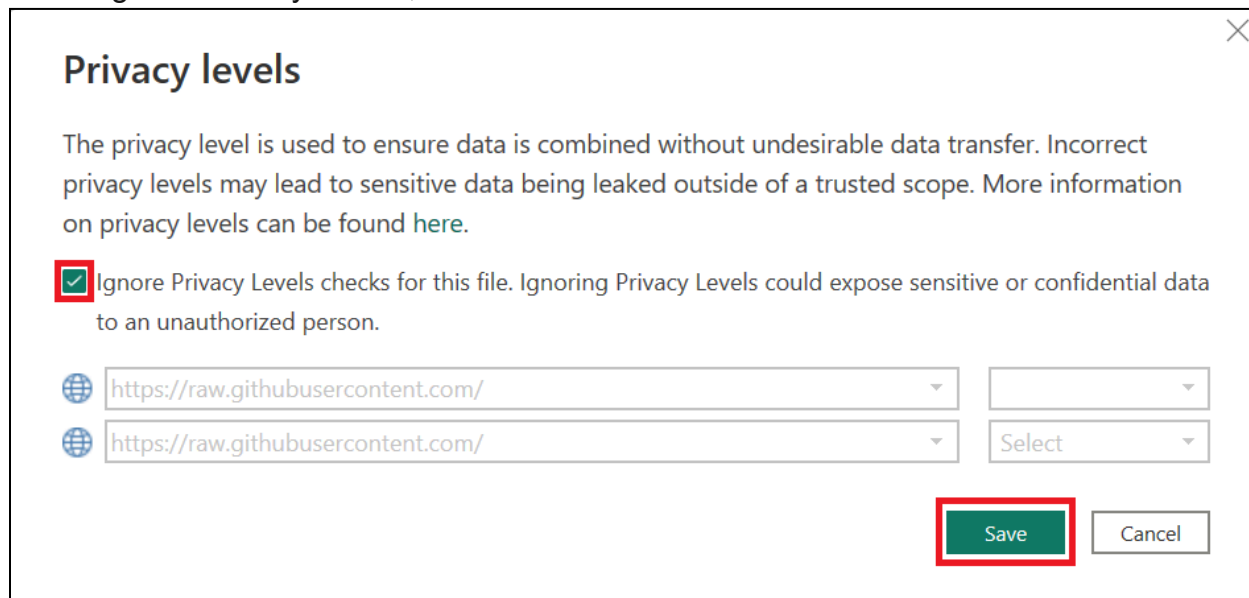 Privacy levels
The privacy level is used to ensure data is combined without undesirable data transfer. Incorrect
privacy levels may lead to sensitive data being leaked outside of a trusted scope. More information
on privacy levels can be found here.
Ignore Privacy Levels checks for this file. Ignoring Privacy Levels could expose sensitive or confidential data
to an unauthorized person.
https://raw.githubusercontent.com/
https://raw.githubusercontent.com/ Select
Save Cancel